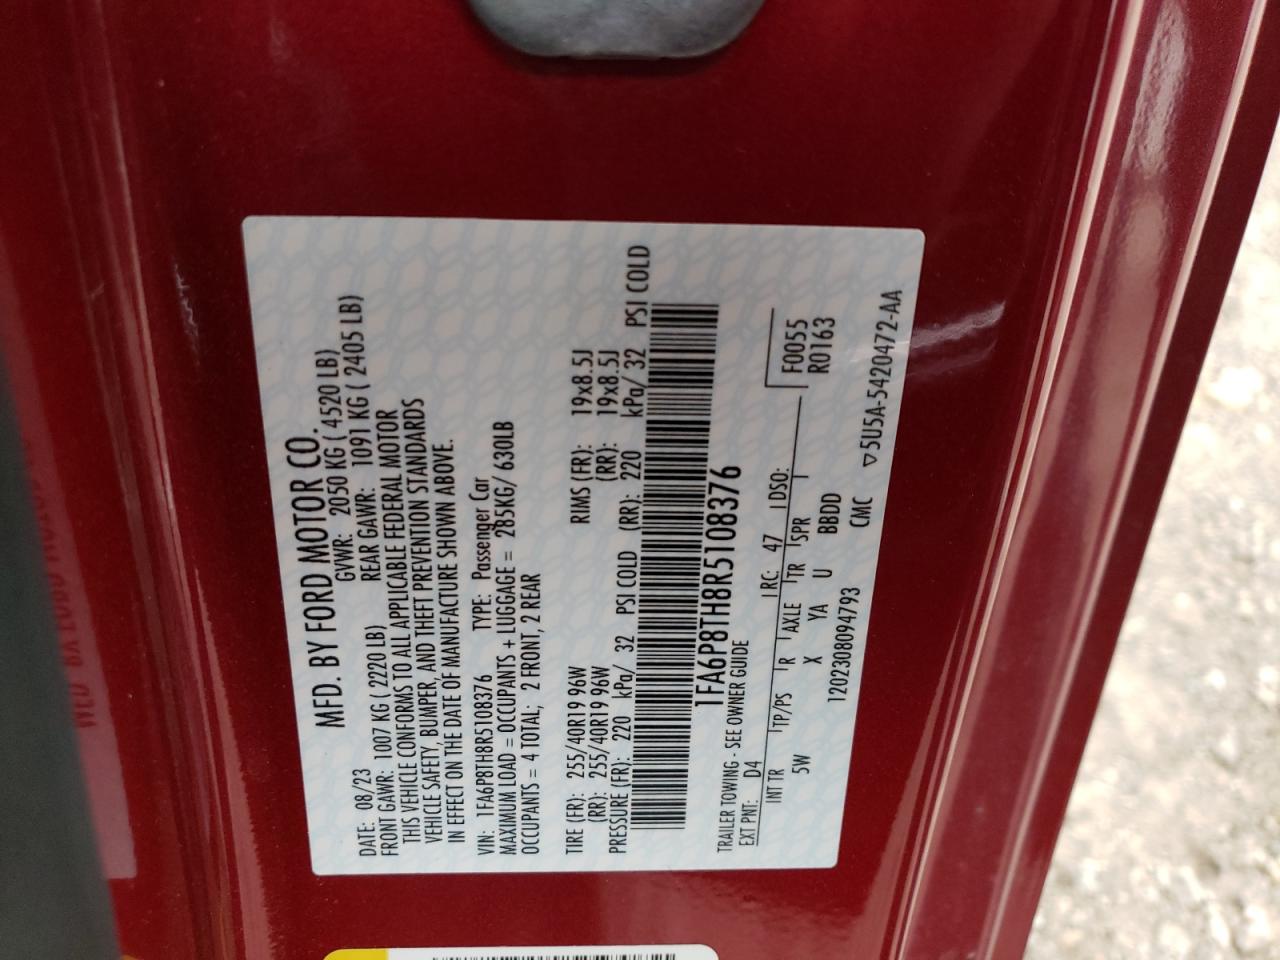 MFD. BY FORD MOTOR CO.
DATE: 08/23 GVWR: 2050 KG ( 4520 LB)
FRONT GAWR: 1007 KG ( 2220 LB) REAR GAWR: 1091 KG ( 2405 LB)
THIS VEHICLE CONFORMS TO ALL APPLICABLE FEDERAL MOTOR
VEHICLE SAFETY, BUMPER, AND THEFT PREVENTION STANDARDS
IN EFFECT ON THE DATE OF MANUFACTURE SHOWN ABOVE.
VIN: 1FA6P8TH8R5108376 TYPE: Passenger Car
MAXIMUM LOAD = OCCUPANTS + LUGGAGE = 285KG/ 630LB
OCCUPANTS = 4 TOTAL; 2 FRONT, 2 REAR
TIRE (FR): 255/40R19 96W RIMS (FR): 19x8.5J
(RR): 255/40R19 96W (RR): 19x8.5J
PRESSURE (FR): 220 kPa/ 32 PSI COLD (RR): 220 kPa/ 32 PSI COLD
1FA6P8TH8R5108376
TRAILER TOWING - SEE OWNER GUIDE
EXT PNT: D4 RC: 47 DSO:
INT TR TP/PS R AXLE TR SPR
5W X YA U BBDD
F0055
R0163
1202308094793 CMC ▽5U5A-5420472-AA